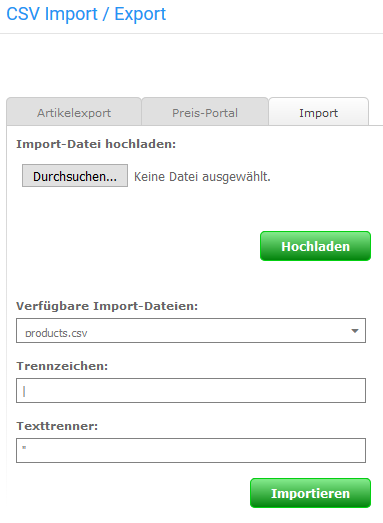 CSV Import / Export
Artikelexport Preis-Portal Import
Import-Datei hochladen:
Durchsuchen... Keine Datei ausgewählt.
Hochladen
Verfügbare Import-Dateien:
products.csv
Trennzeichen:
|
Texttrenner:
"
Importieren